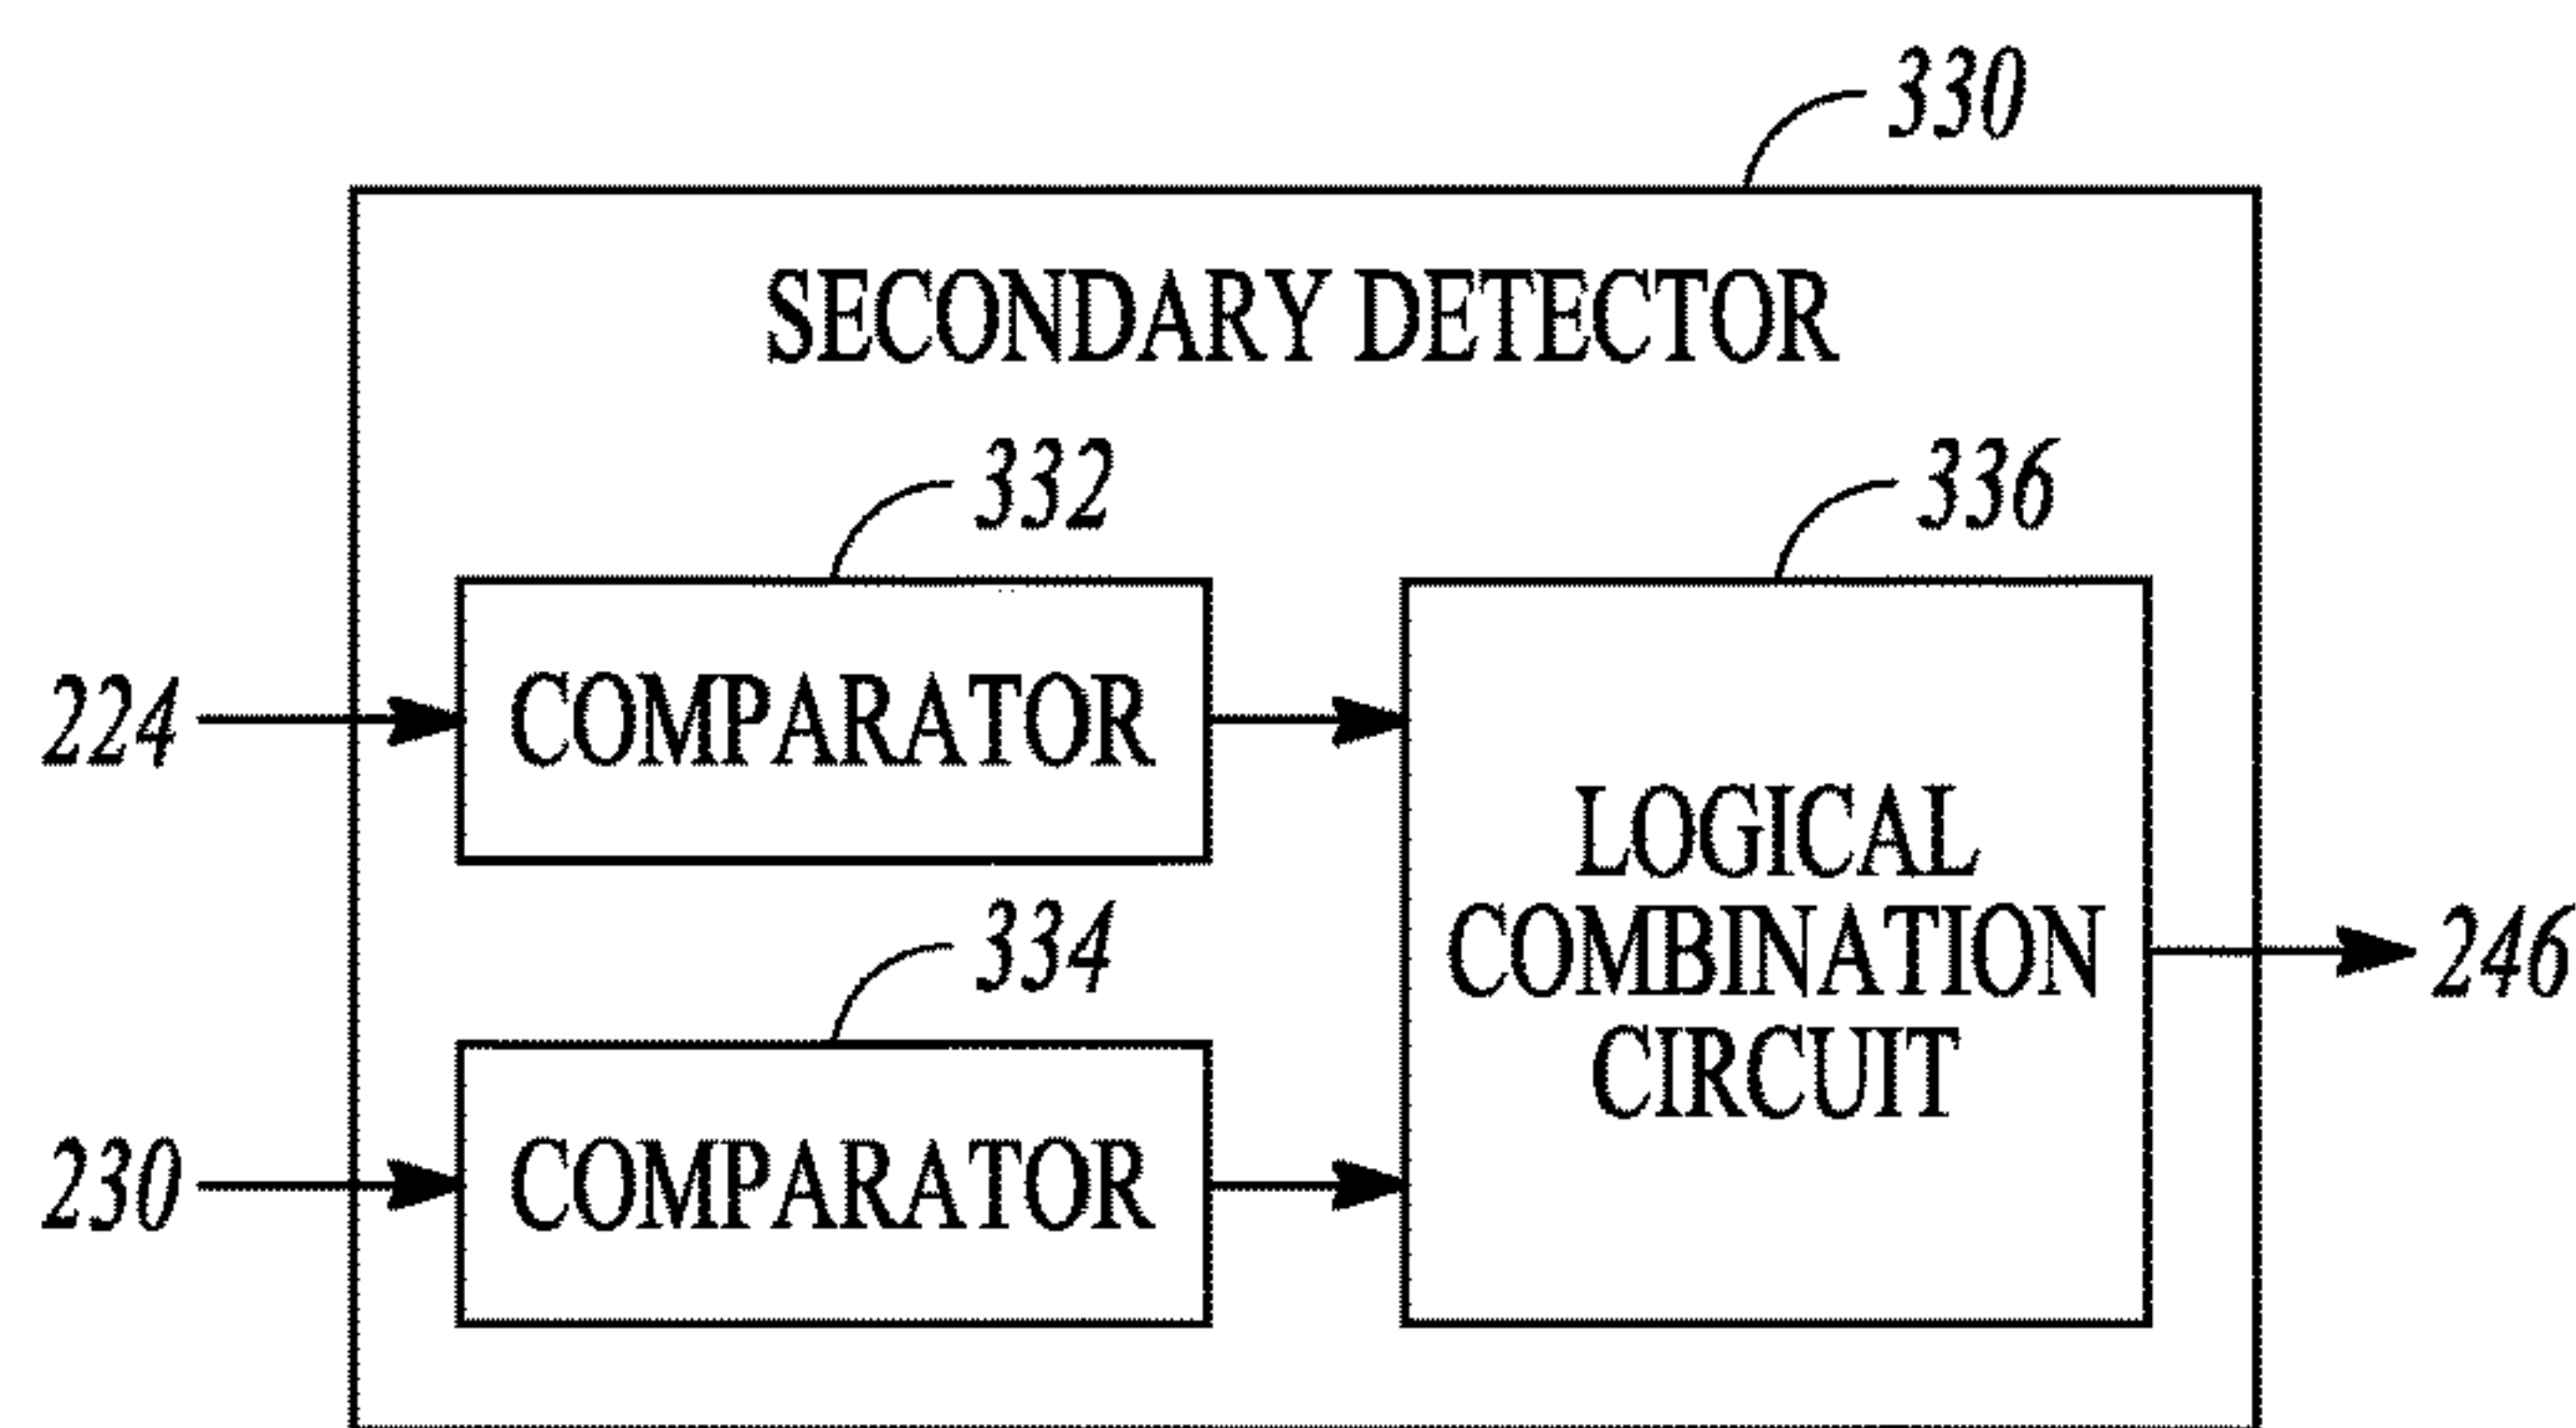 330
SECONDARY DETECTOR
332
336
224
COMPARATOR
LOGICAL
COMBINATION
CIRCUIT
334
246
230
COMPARATOR